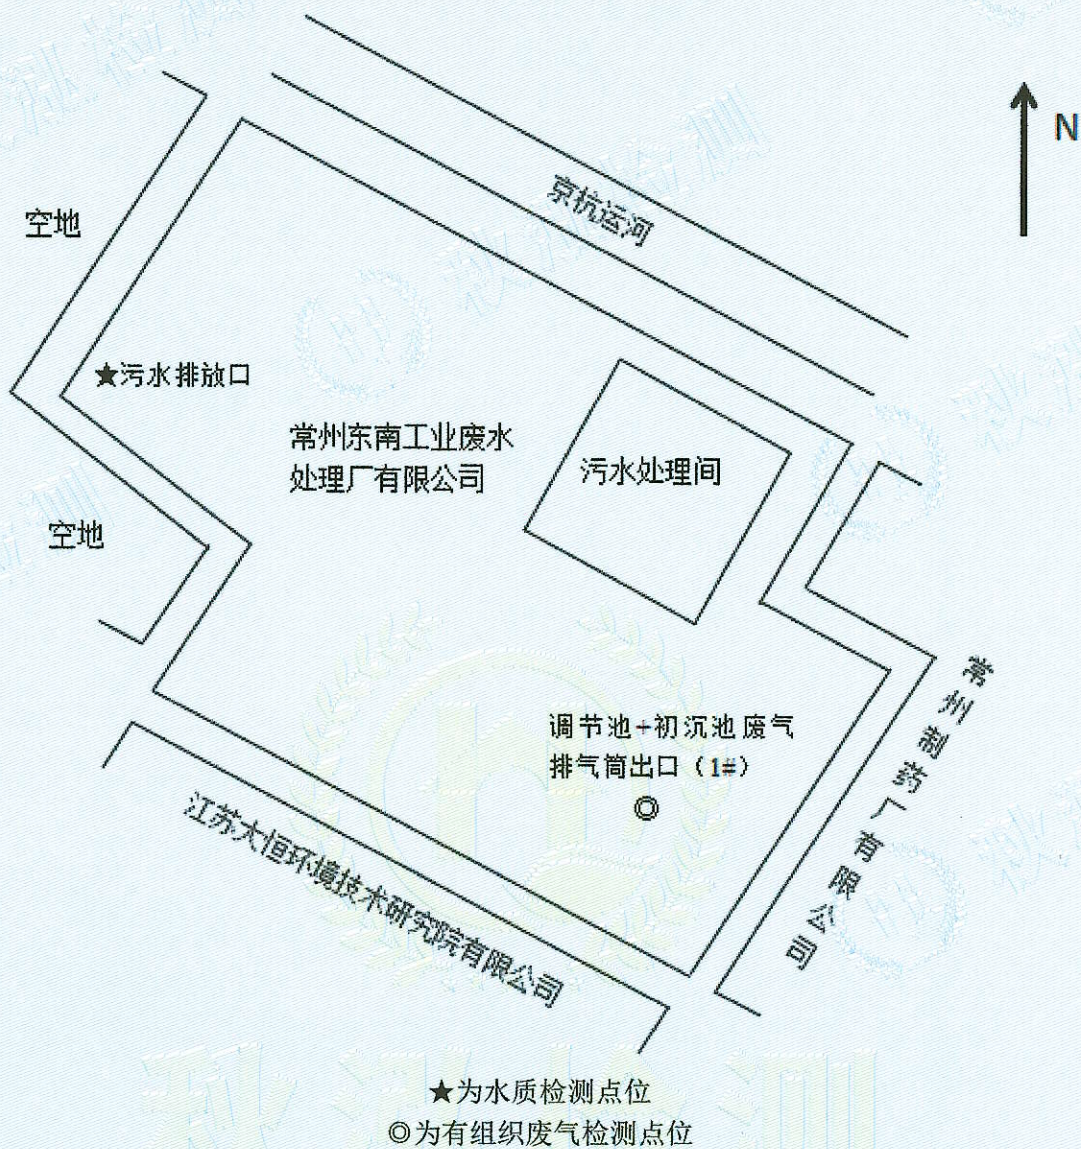 N
京杭运河
空地
★污水排放口
常州东南工业废水
处理厂有限公司
污水处理间
空地
常州制药厂有限公司
调节池+初沉池废气
排气筒出口（1#）
◎
江苏大恒环境技术研究院有限公司
★为水质检测点位
◎为有组织废气检测点位